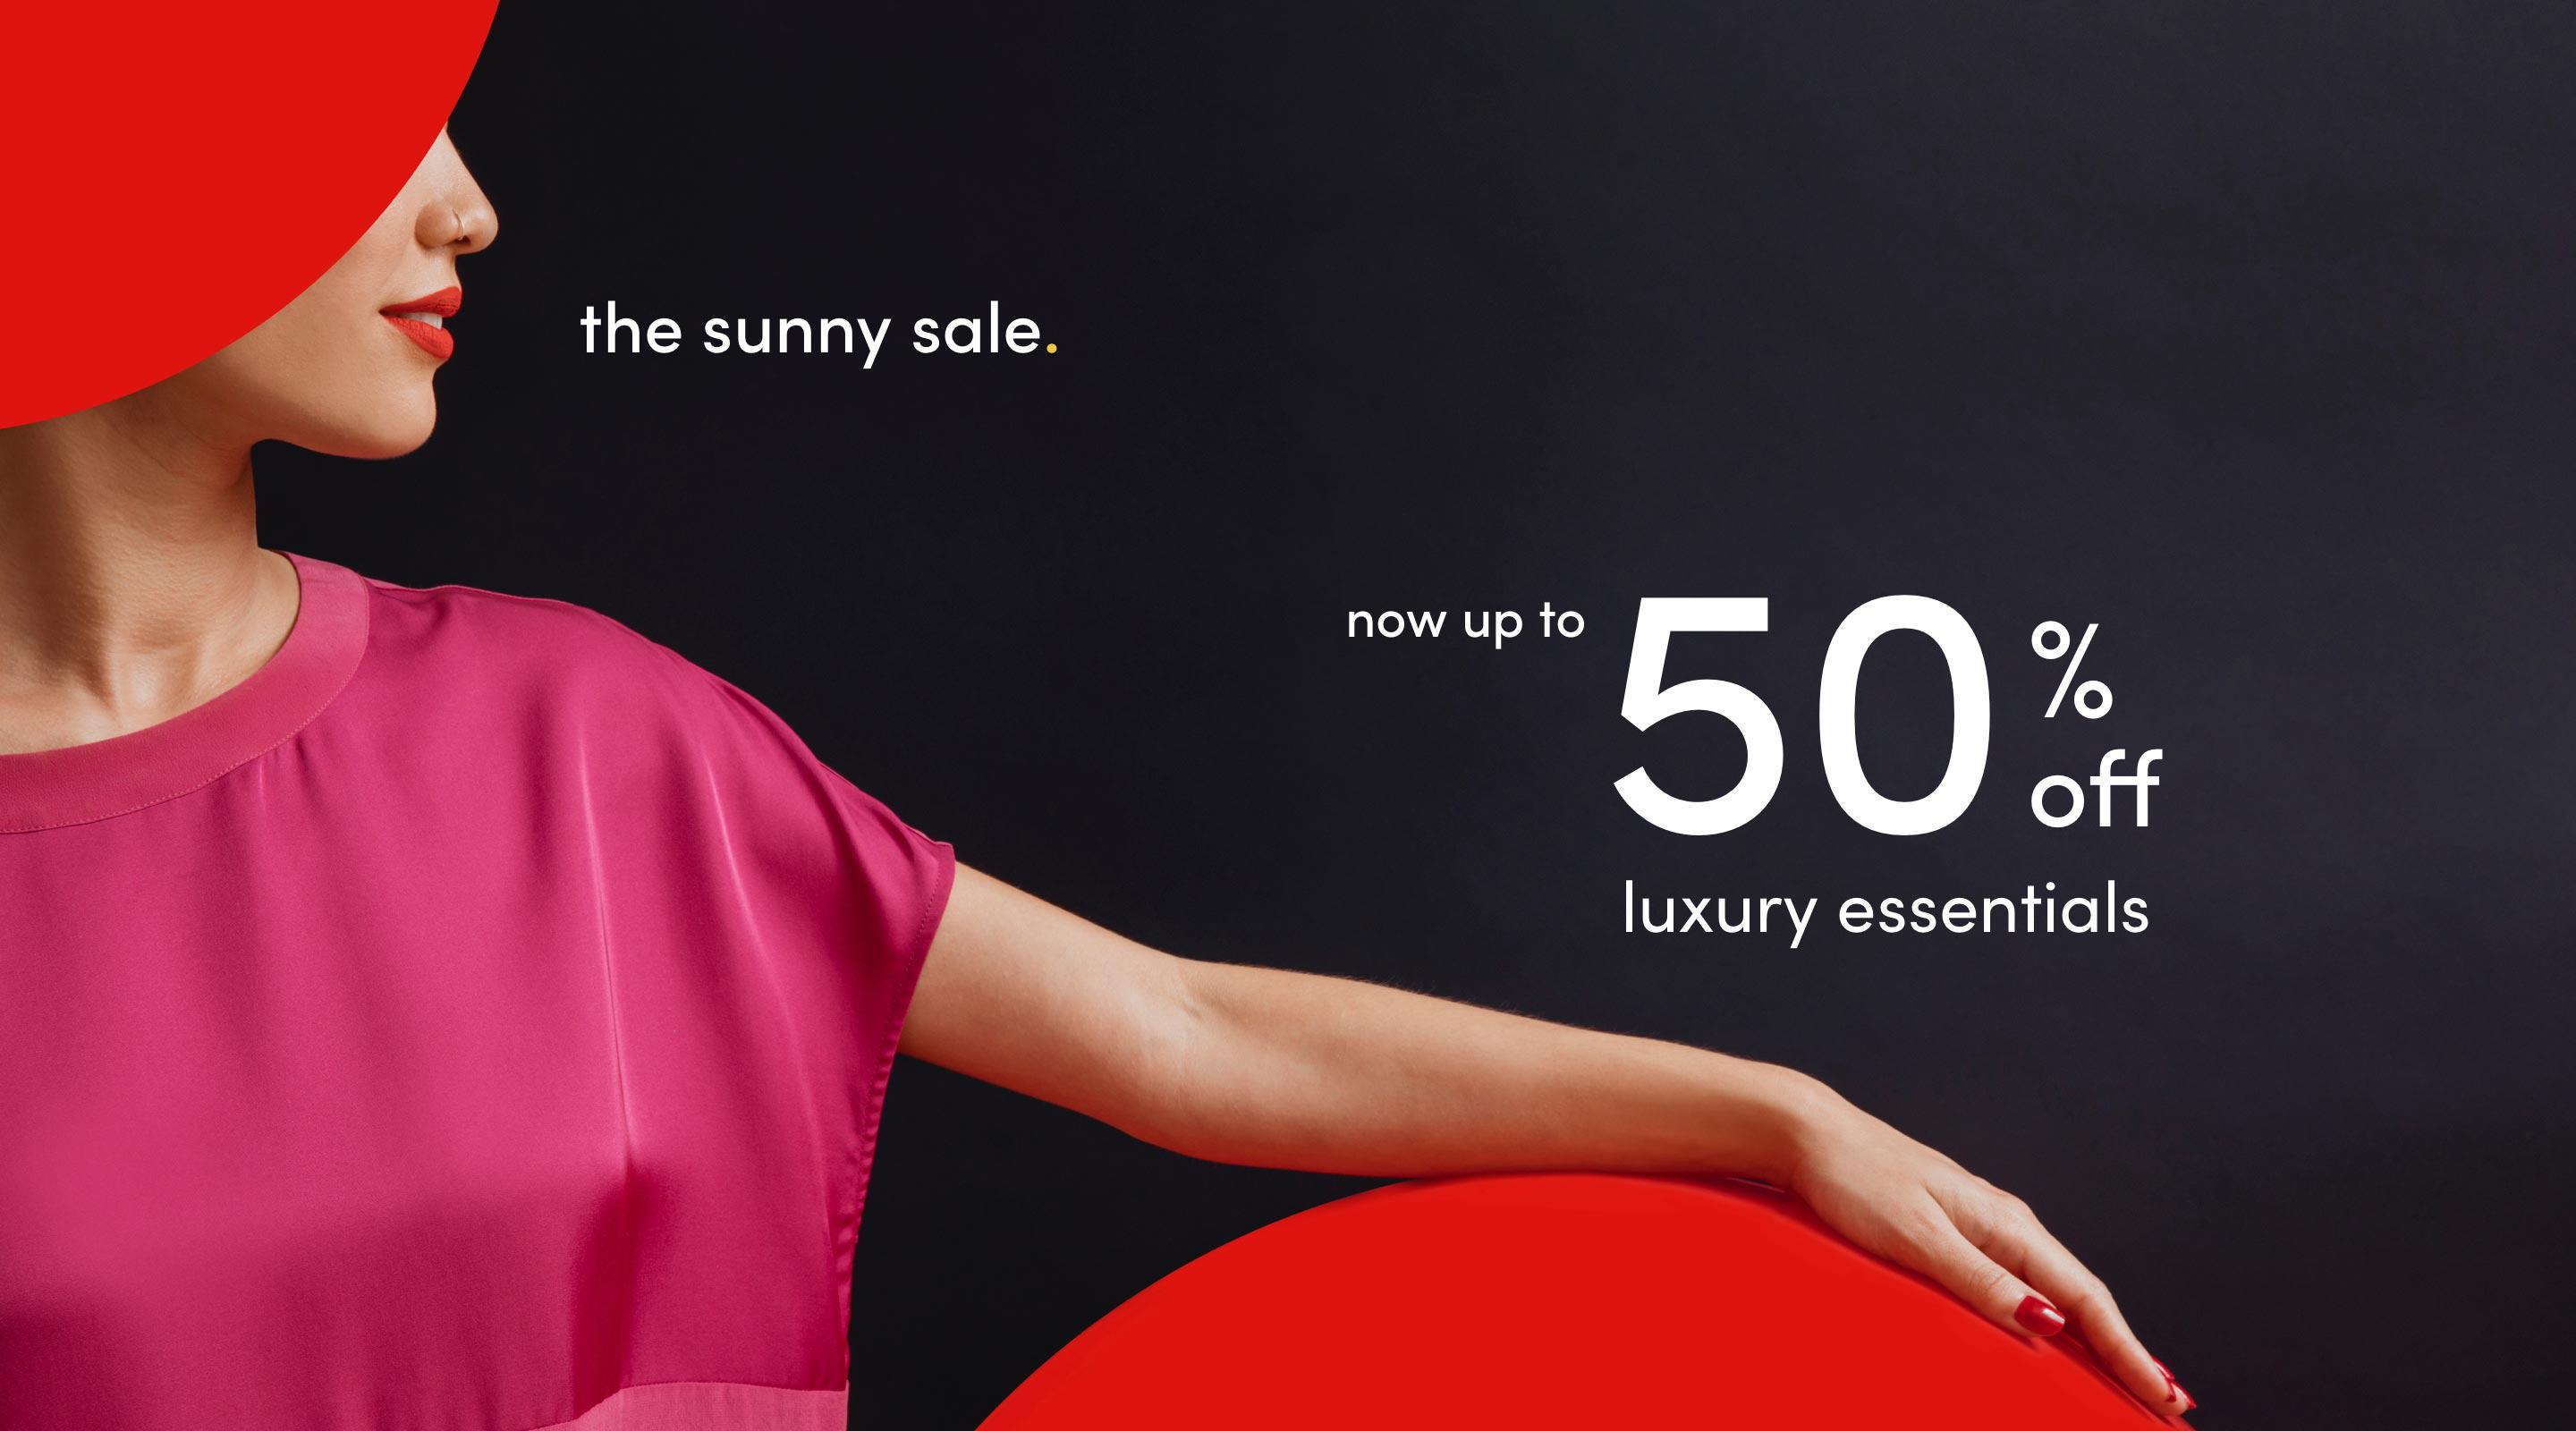 the sunny sale.
now up to 50 % off
luxury essentials